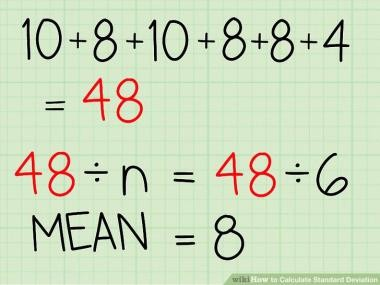 10+8+10+8+8+4
= 48
48 ÷ n = 48 ÷ 6
MEAN = 8
wikiHow to Calculate Standard Deviation